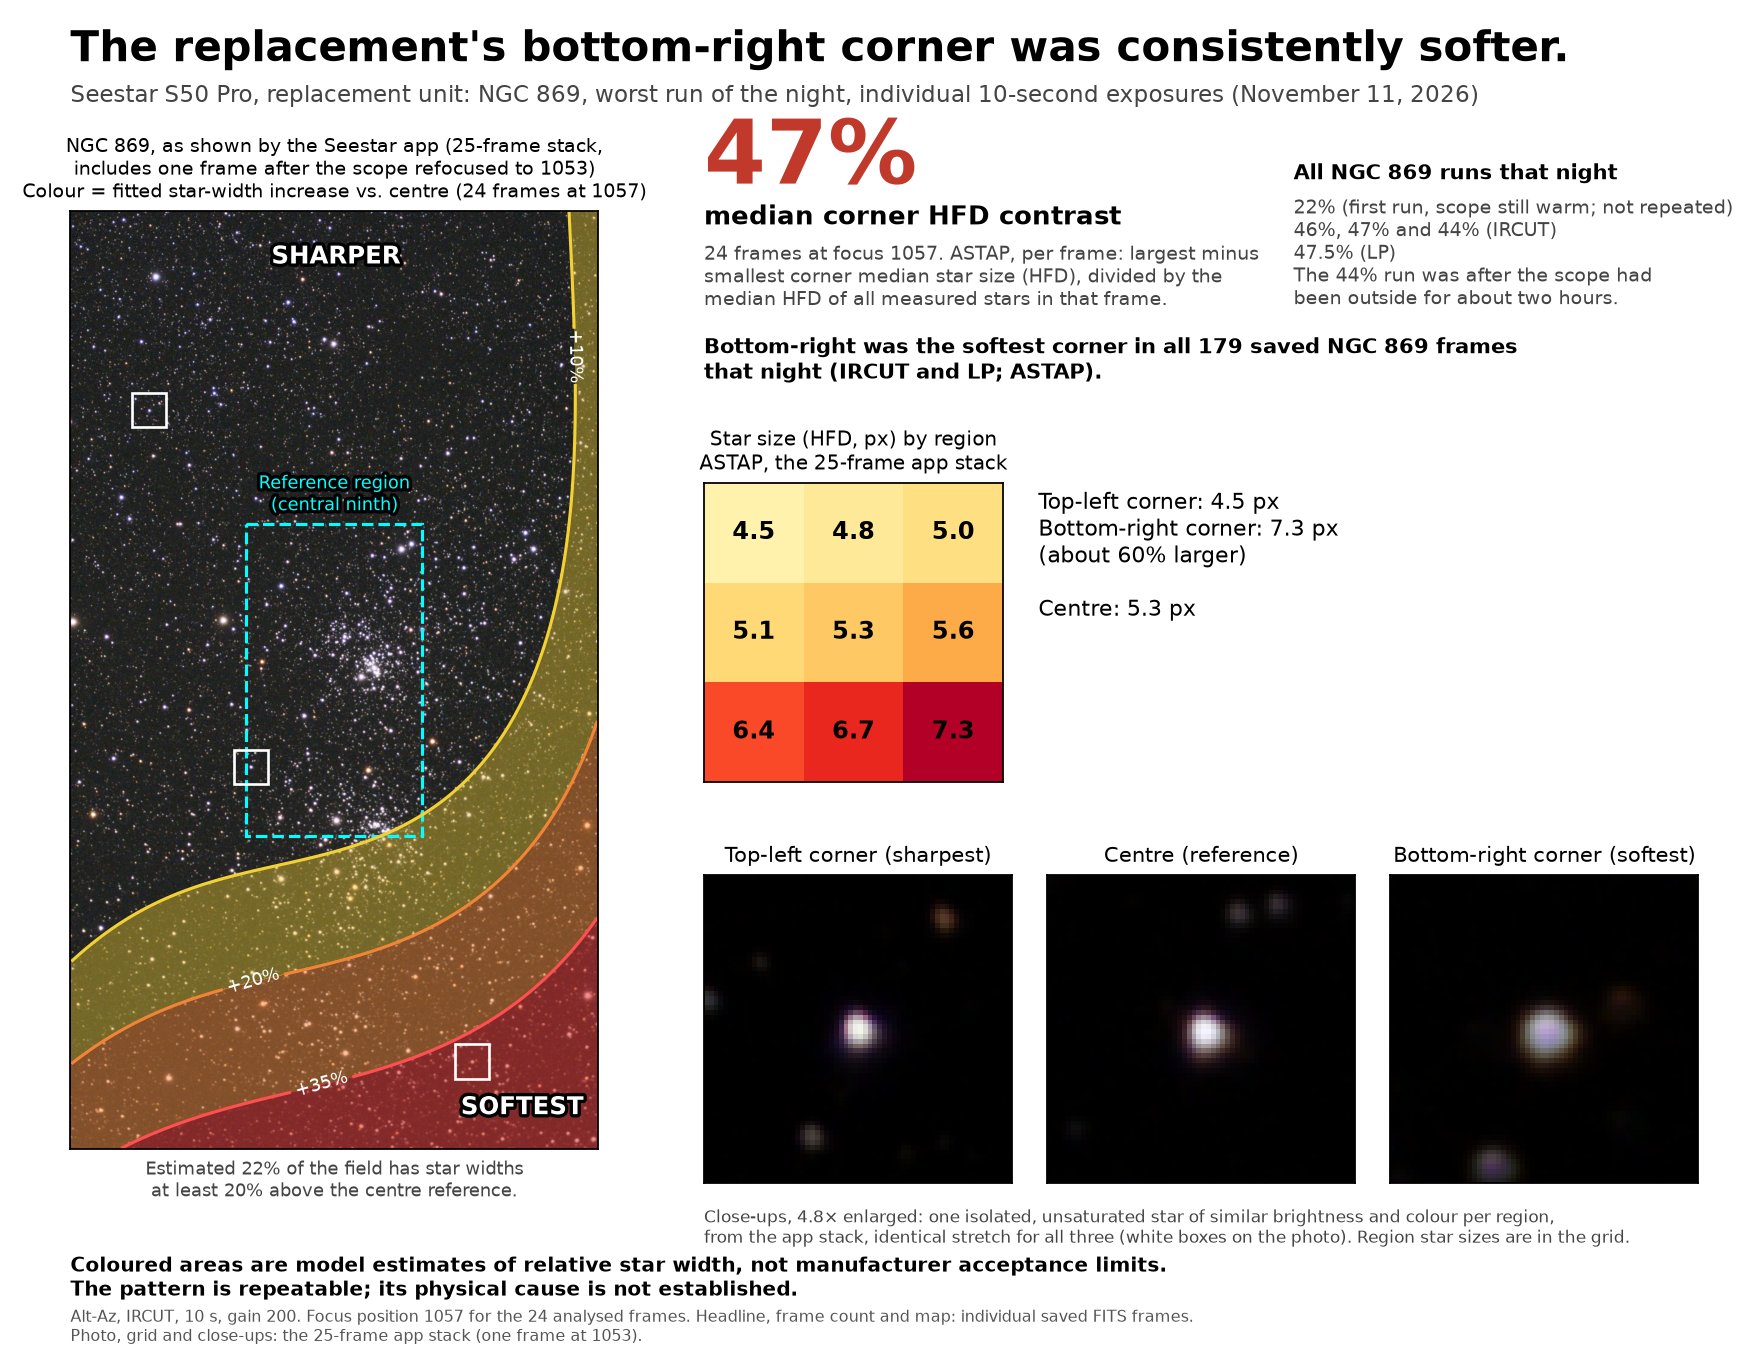 The replacement's bottom-right corner was consistently softer.
Seestar S50 Pro, replacement unit: NGC 869, worst run of the night, individual 10-second exposures (November 11, 2026)
NGC 869, as shown by the Seestar app (25-frame stack,
includes one frame after the scope refocused to 1053)
Colour = fitted star-width increase vs. centre (24 frames at 1057)
SHARPER
+10%
Reference region
(central ninth)
+20%
+35%
SOFTEST
Estimated 22% of the field has star widths
at least 20% above the centre reference.
47%
median corner HFD contrast
24 frames at focus 1057. ASTAP, per frame: largest minus
smallest corner median star size (HFD), divided by the
median HFD of all measured stars in that frame.
All NGC 869 runs that night
22% (first run, scope still warm; not repeated)
46%, 47% and 44% (IRCUT)
47.5% (LP)
The 44% run was after the scope had
been outside for about two hours.
Bottom-right was the softest corner in all 179 saved NGC 869 frames
that night (IRCUT and LP; ASTAP).
Star size (HFD, px) by region
ASTAP, the 25-frame app stack
4.5 4.8 5.0
5.1 5.3 5.6
6.4 6.7 7.3
Top-left corner: 4.5 px
Bottom-right corner: 7.3 px
(about 60% larger)
Centre: 5.3 px
Top-left corner (sharpest)
Centre (reference)
Bottom-right corner (softest)
Close-ups, 4.8× enlarged: one isolated, unsaturated star of similar brightness and colour per region,
from the app stack, identical stretch for all three (white boxes on the photo). Region star sizes are in the grid.
Coloured areas are model estimates of relative star width, not manufacturer acceptance limits.
The pattern is repeatable; its physical cause is not established.
Alt-Az, IRCUT, 10 s, gain 200. Focus position 1057 for the 24 analysed frames. Headline, frame count and map: individual saved FITS frames.
Photo, grid and close-ups: the 25-frame app stack (one frame at 1053).